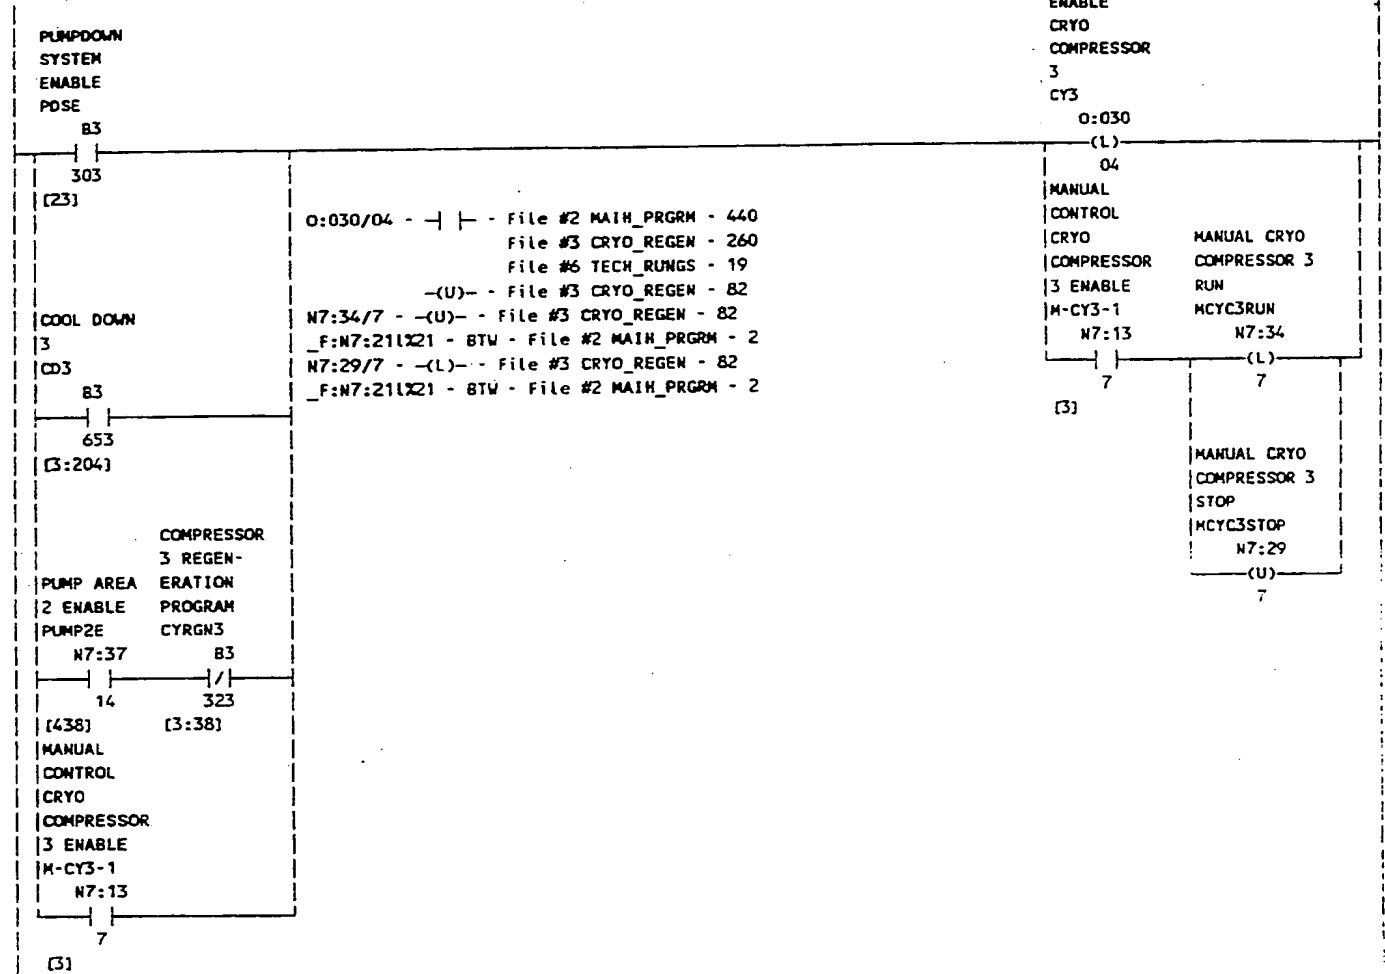 PUMPDOWN
SYSTEM
ENABLE
PDSE
B3
303
[23]
ENABLE
CRYO
COMPRESSOR
3
CY3
O:030
(L)
04
O:030/04 - ⊣ ⊢ - File #2 MAIN_PRGRM - 440
File #3 CRYO_REGEN - 260
File #6 TECH_RUNGS - 19
-(U)- - File #3 CRYO_REGEN - 82
N7:34/7 - -(U)- - File #3 CRYO_REGEN - 82
_F:N7:211%21 - BTW - File #2 MAIN_PRGRM - 2
N7:29/7 - -(L)- - File #3 CRYO_REGEN - 82
_F:N7:211%21 - BTW - File #2 MAIN_PRGRM - 2
MANUAL
CONTROL
CRYO
COMPRESSOR
3 ENABLE
M-CY3-1
N7:13
7
[3]
MANUAL CRYO
COMPRESSOR 3
RUN
MCYC3RUN
N7:34
(L)
7
MANUAL CRYO
COMPRESSOR 3
STOP
MCYC3STOP
N7:29
(U)
7
COOL DOWN
3
CD3
B3
653
[3:204]
PUMP AREA
2 ENABLE
PUMP2E
N7:37
14
[438]
COMPRESSOR
3 REGEN-
ERATION
PROGRAM
CYRGN3
B3
323
[3:38]
MANUAL
CONTROL
CRYO
COMPRESSOR
3 ENABLE
M-CY3-1
N7:13
7
[3]